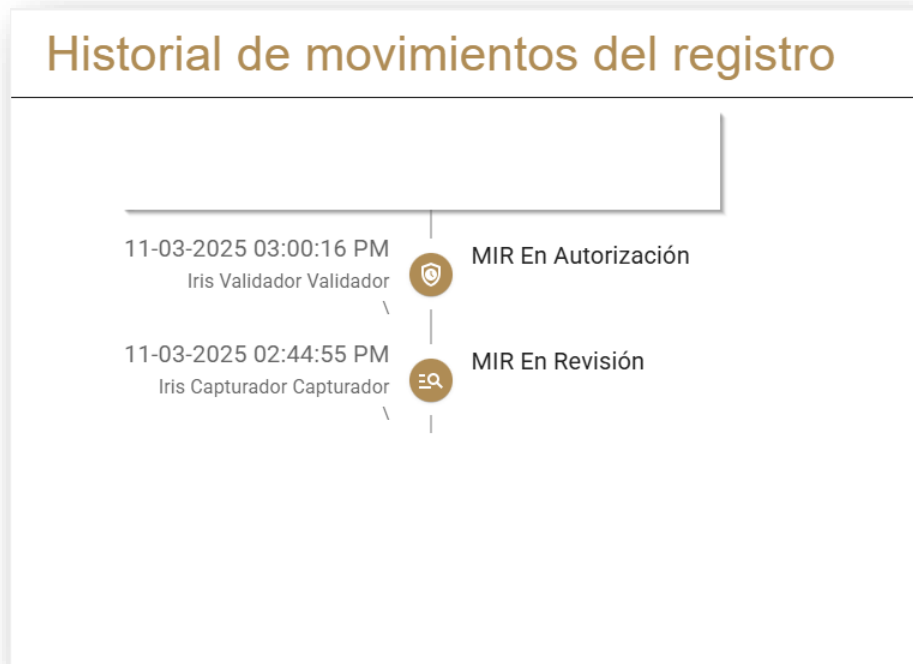 Historial de movimientos del registro
11-03-2025 03:00:16 PM
MIR En Autorización
Iris Validador Validador
\
11-03-2025 02:44:55 PM
MIR En Revisión
Iris Capturador Capturador
\